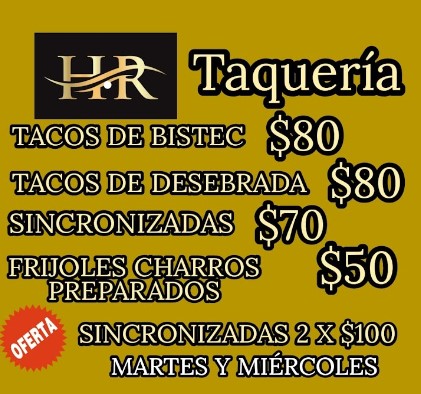 HR Taquería
TACOS DE BISTEC $80
TACOS DE DESEBRADA $80
SINCRONIZADAS $70
FRIJOLES CHARROS $50
PREPARADOS
OFERTA
SINCRONIZADAS 2 X $100
MARTES Y MIÉRCOLES